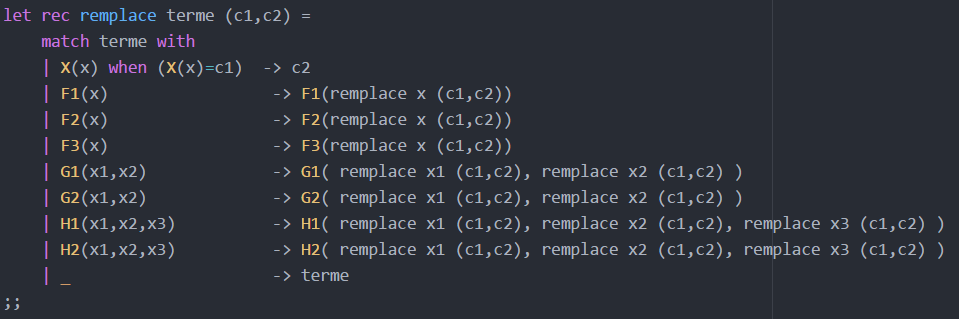 let rec remplace terme (c1,c2) =
    match terme with
    | X(x) when (X(x)=c1)  -> c2
    | F1(x)                -> F1(remplace x (c1,c2))
    | F2(x)                -> F2(remplace x (c1,c2))
    | F3(x)                -> F3(remplace x (c1,c2))
    | G1(x1,x2)            -> G1( remplace x1 (c1,c2), remplace x2 (c1,c2) )
    | G2(x1,x2)            -> G2( remplace x1 (c1,c2), remplace x2 (c1,c2) )
    | H1(x1,x2,x3)         -> H1( remplace x1 (c1,c2), remplace x2 (c1,c2), remplace x3 (c1,c2) )
    | H2(x1,x2,x3)         -> H2( remplace x1 (c1,c2), remplace x2 (c1,c2), remplace x3 (c1,c2) )
    | _                    -> terme
;;